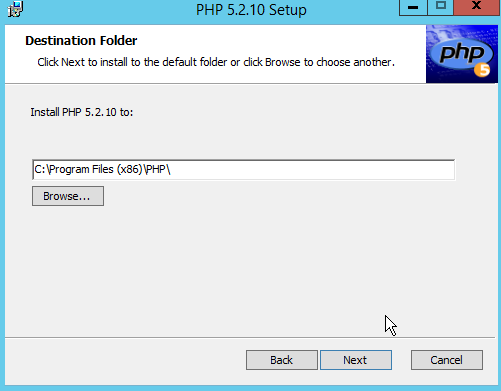 PHP 5.2.10 Setup
Destination Folder
Click Next to install to the default folder or click Browse to choose another.
php
5
Install PHP 5.2.10 to:
C:\Program Files (x86)\PHP\
Browse...
Back
Next
Cancel